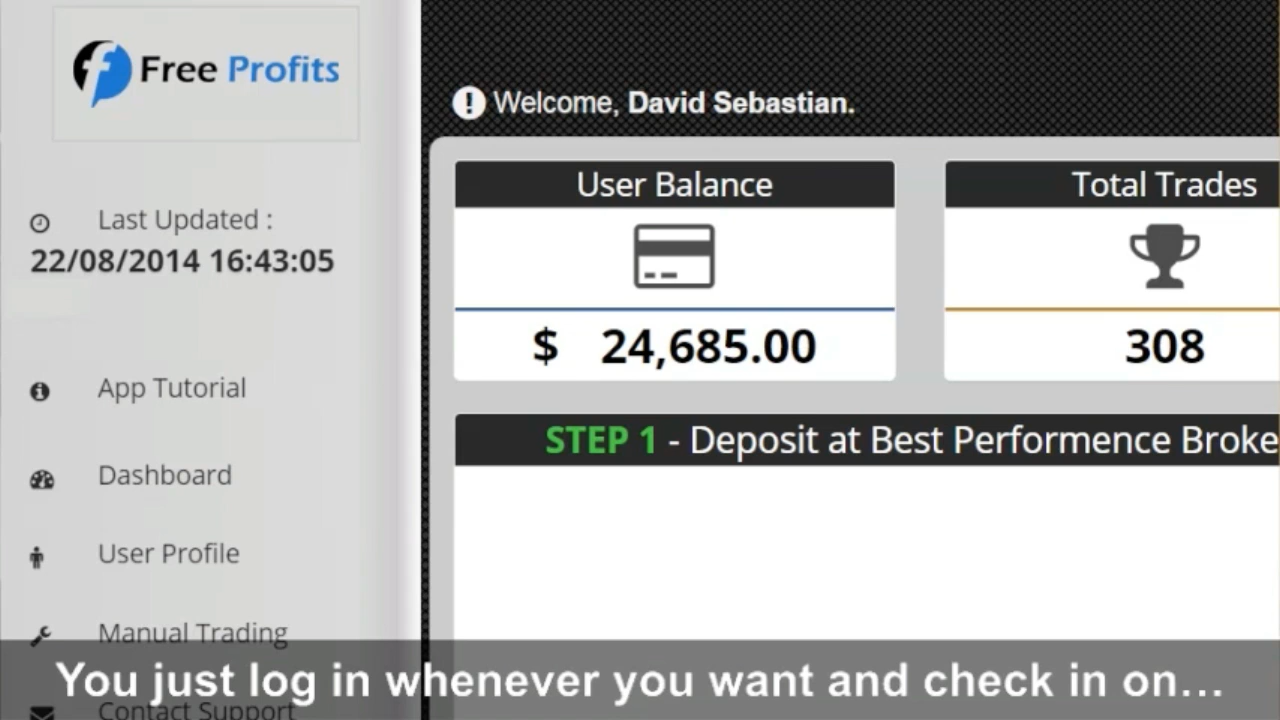 Free Profits
Welcome, David Sebastian.
User Balance
Total Trades
Last Updated :
22/08/2014 16:43:05
$ 24,685.00
308
App Tutorial
STEP 1 - Deposit at Best Performence Broke
Dashboard
User Profile
Manual Trading
You just log in whenever you want and check in on...
Contact Support